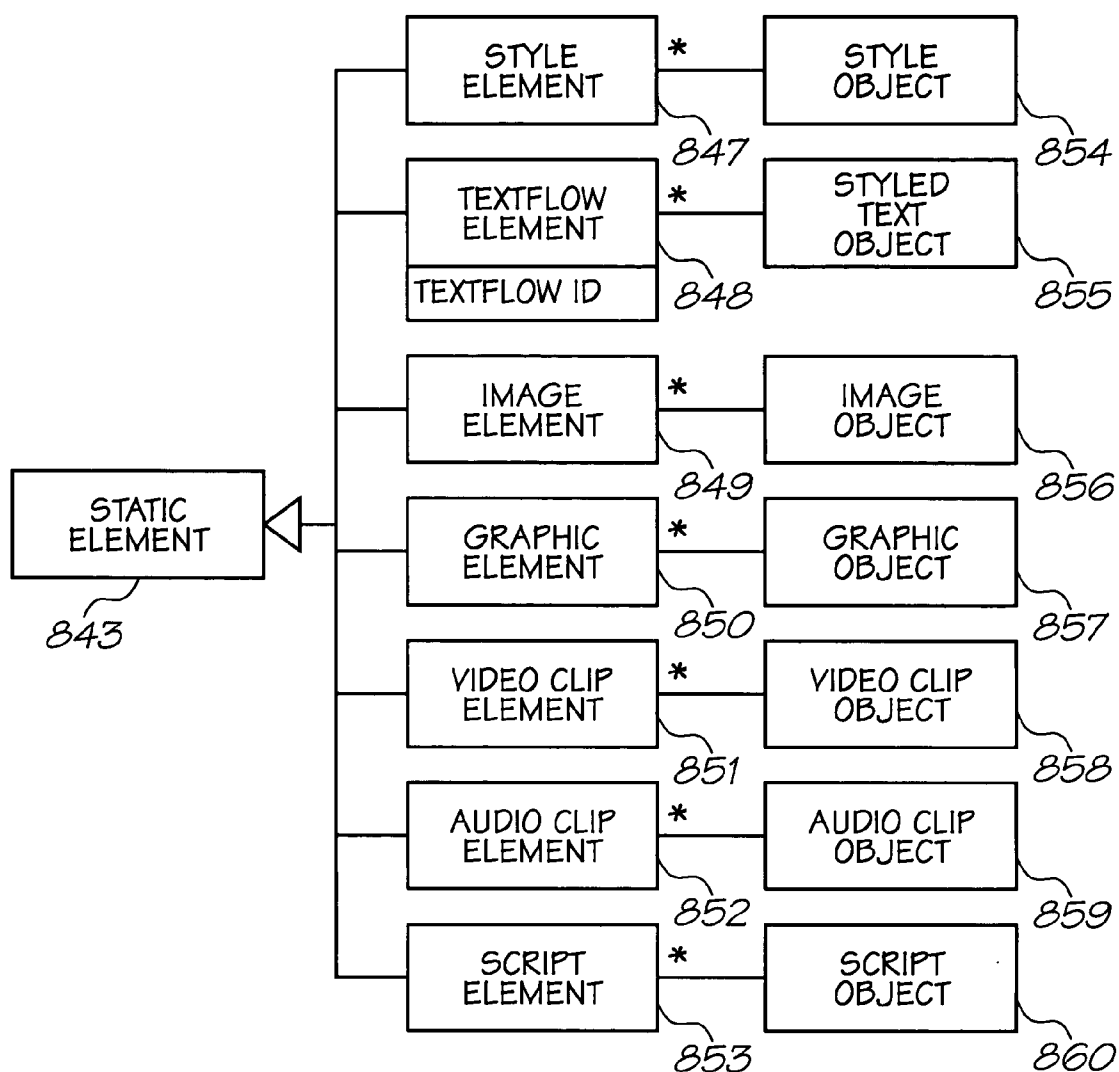 STYLE
ELEMENT
*
STYLE
OBJECT
847
854
TEXTFLOW
ELEMENT
*
STYLED
TEXT
OBJECT
TEXTFLOW ID
848
855
IMAGE
ELEMENT
*
IMAGE
OBJECT
849
856
STATIC
ELEMENT
843
GRAPHIC
ELEMENT
*
GRAPHIC
OBJECT
850
857
VIDEO CLIP
ELEMENT
*
VIDEO CLIP
OBJECT
851
858
AUDIO CLIP
ELEMENT
*
AUDIO CLIP
OBJECT
852
859
SCRIPT
ELEMENT
*
SCRIPT
OBJECT
853
860